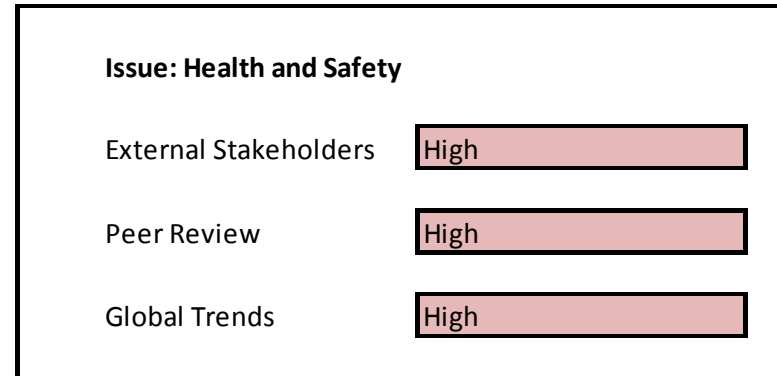 Issue: Health and Safety
External Stakeholders High
Peer Review High
Global Trends High